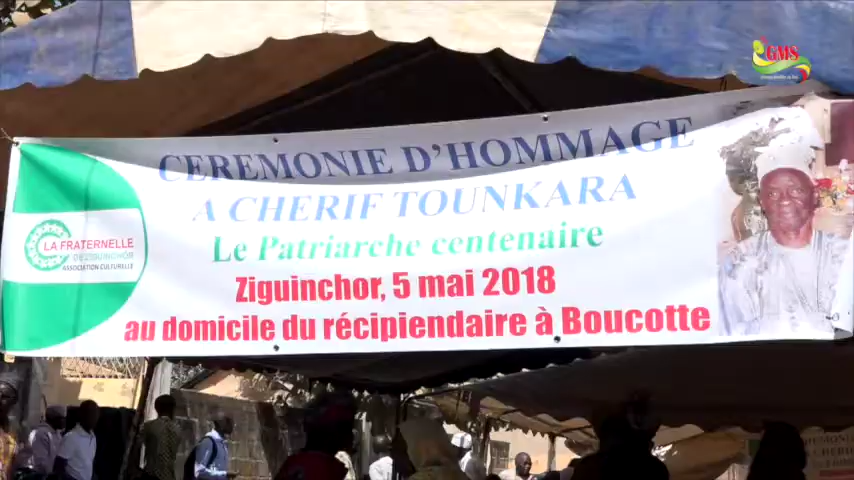 GMS
CEREMONIE D'HOMMAGE
A CHERIF TOUNKARA
Le Patriarche centenaire
Ziguinchor, 5 mai 2018
au domicile du récipiendaire à Boucotte
LA FRATERNELLE
DE ZIGUINCHOR
ASSOCIATION CULTURELLE